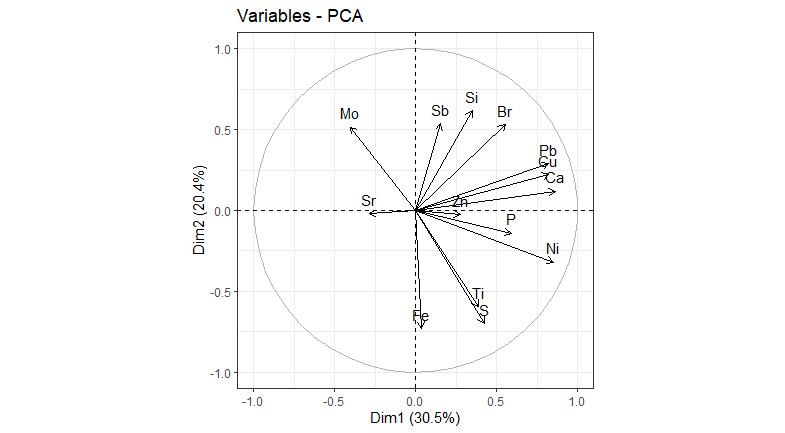 Variables - PCA
1.0
0.5
0.0
-0.5
-1.0
Dim2 (20.4%)
Mo
Sb
Si
Br
Pb
Cu
Ca
Sr
Zn
P
Ni
Ti
S
Fe
-1.0
-0.5
0.0
0.5
1.0
Dim1 (30.5%)